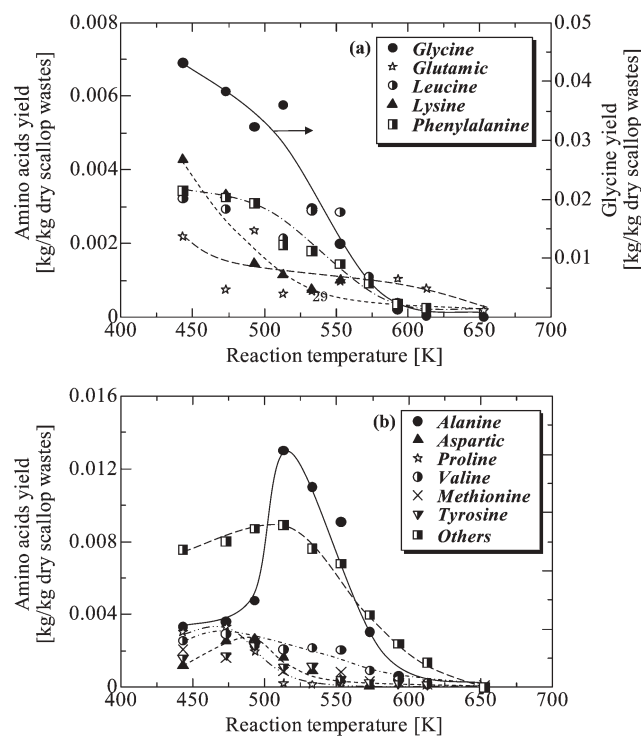 (a)
Glycine
Glutamic
Leucine
Lysine
Phenylalanine
Amino acids yield
[kg/kg dry scallop wastes]
0.008
0.006
0.004
0.002
0
Glycine yield
[kg/kg dry scallop wastes]
0.05
0.04
0.03
0.02
0.01
0
29
400 450 500 550 600 650 700
Reaction temperature [K]
(b)
Alanine
Aspartic
Proline
Valine
Methionine
Tyrosine
Others
Amino acids yield
[kg/kg dry scallop wastes]
0.016
0.012
0.008
0.004
0
400 450 500 550 600 650 700
Reaction temperature [K]